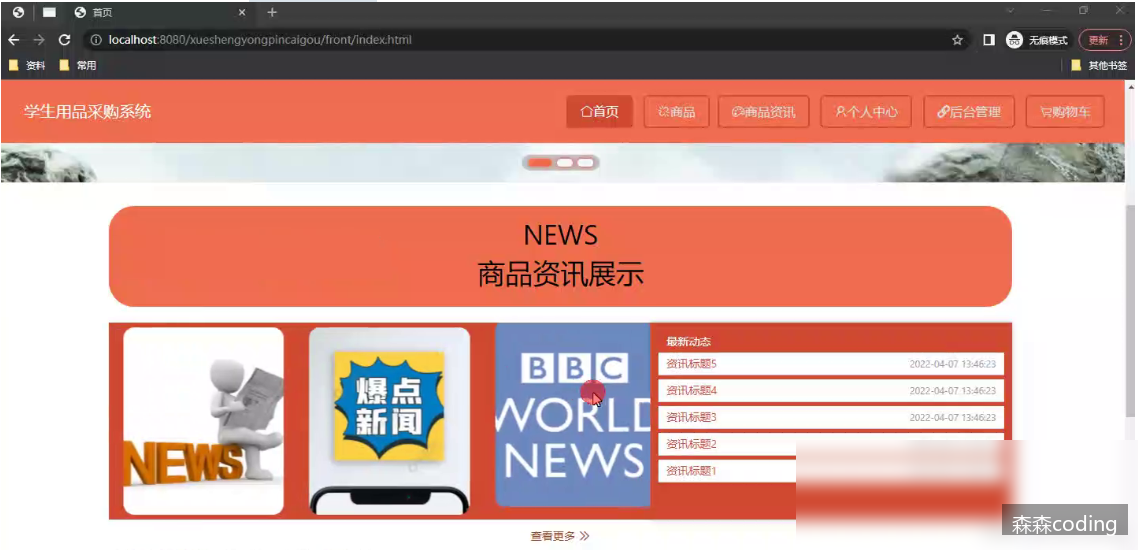 首页
localhost:8080/xueshengyongpincaigou/front/index.html
无痕模式
更新
资料
常用
其他书签
学生用品采购系统
首页
商品
商品资讯
个人中心
后台管理
购物车
NEWS
商品资讯展示
NEWS
爆点
新闻
BBC
WORLD
NEWS
最新动态
资讯标题5 2022-04-07 13:46:23
资讯标题4 2022-04-07 13:46:23
资讯标题3 2022-04-07 13:46:23
资讯标题2
资讯标题1
查看更多
森森coding